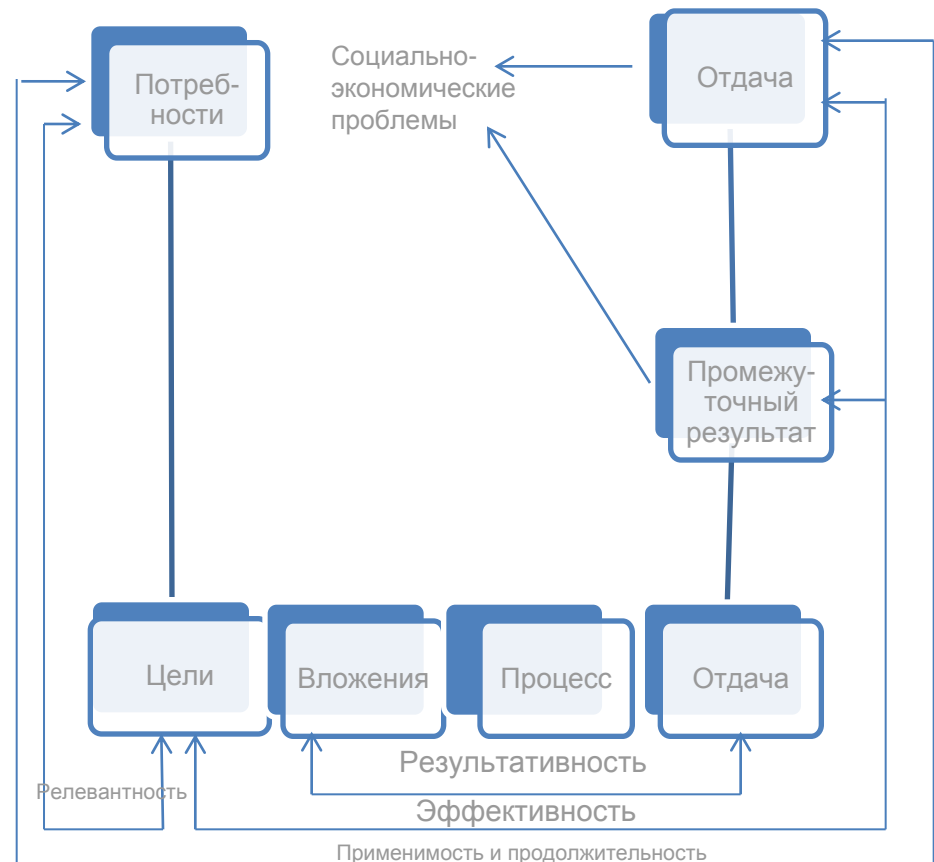 Социально-
экономические
проблемы
Потреб-
ности
Отдача
Промежу-
точный
результат
Цели
Вложения
Процесс
Отдача
Результативность
Релевантность
Эффективность
Применимость и продолжительность